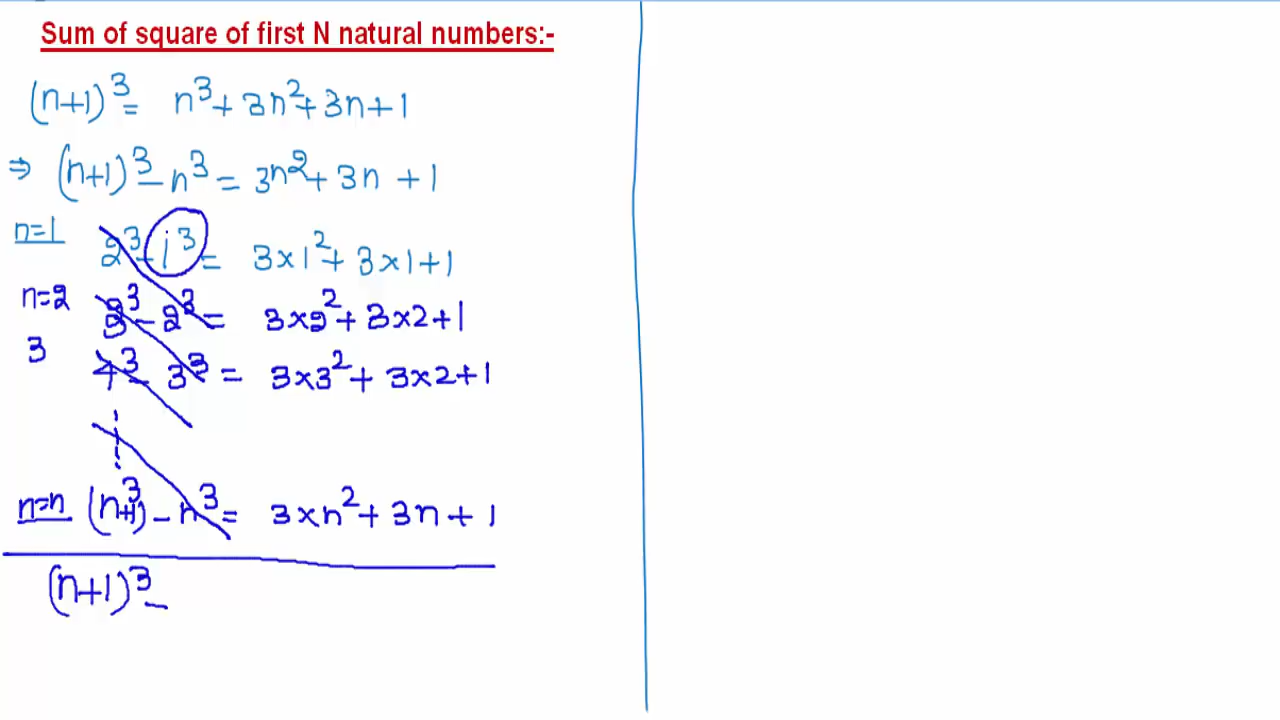 Sum of square of first N natural numbers:-
(n+1)³ = n³ + 3n² + 3n + 1
⇒ (n+1)³ - n³ = 3n² + 3n + 1
n=1 2³ - 1³ = 3×1² + 3×1+1
n=2 3³ - 2³ = 3×2² + 3×2+1
3 4³ - 3³ = 3×3² + 3×2+1
n=n (n+1)³ - n³ = 3×n² + 3n + 1
(n+1)³ -